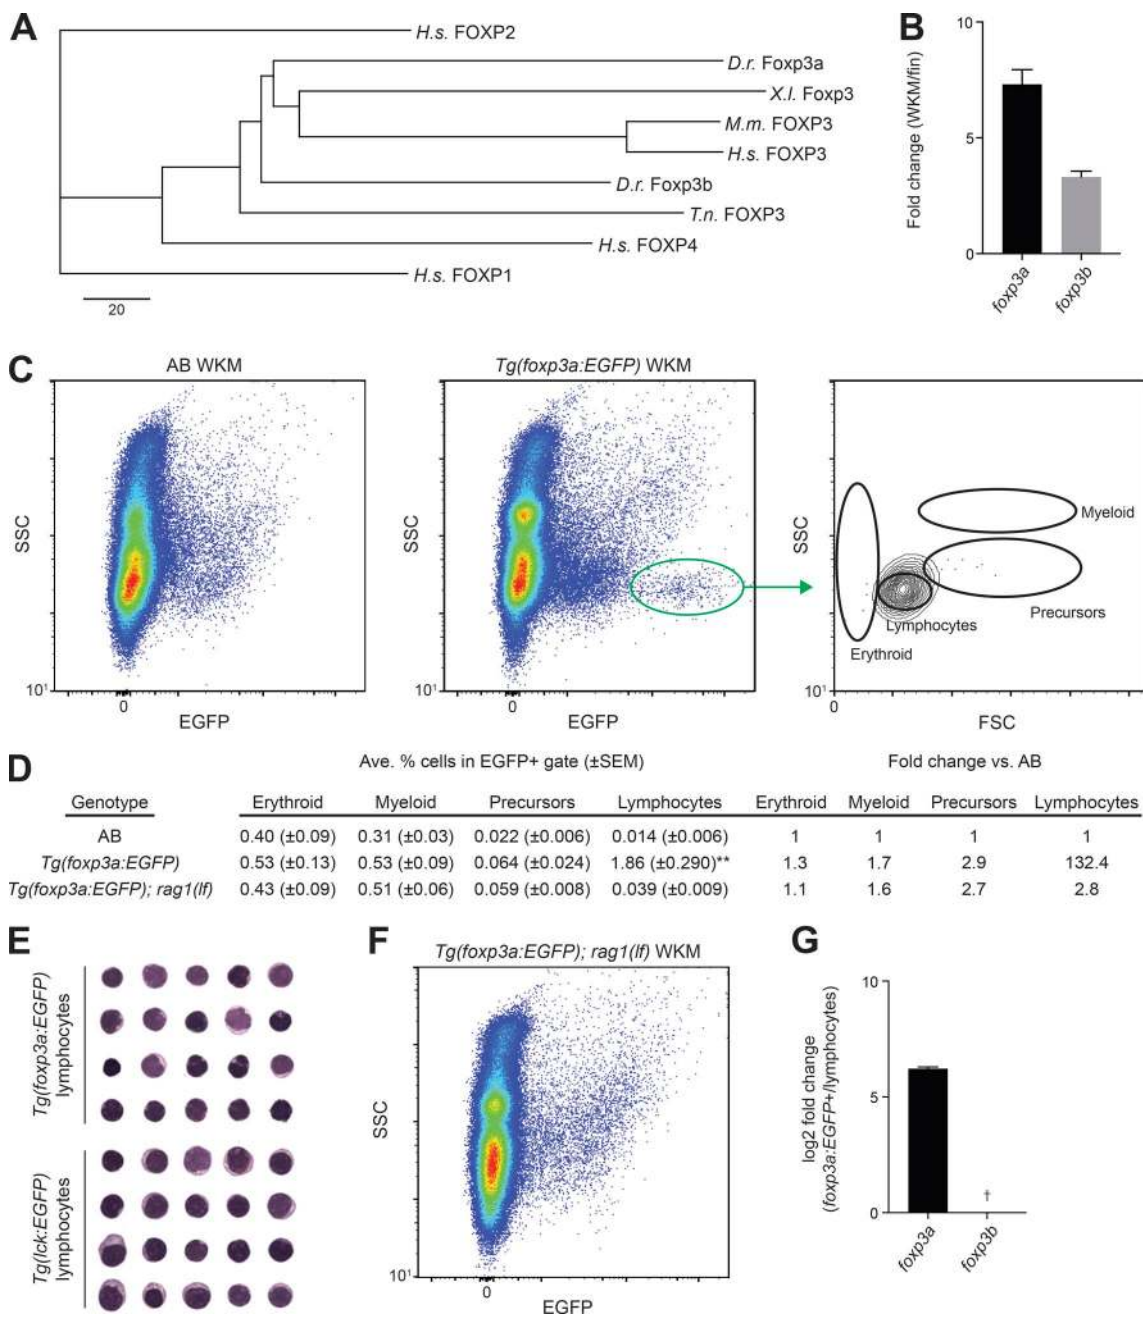 A
H.s. FOXP2
D.r. Foxp3a
X.l. Foxp3
M.m. FOXP3
H.s. FOXP3
D.r. Foxp3b
T.n. FOXP3
H.s. FOXP4
H.s. FOXP1
20
B
Fold change (WKM/fin)
10
5
0
foxp3a
foxp3b
C
AB WKM
SSC
10¹
0
EGFP
Tg(foxp3a:EGFP) WKM
SSC
0
EGFP
SSC
Myeloid
Precursors
Lymphocytes
Erythroid
10¹
0
FSC
D
Ave. % cells in EGFP+ gate (±SEM) Fold change vs. AB
Genotype Erythroid Myeloid Precursors Lymphocytes Erythroid Myeloid Precursors Lymphocytes
AB 0.40 (±0.09) 0.31 (±0.03) 0.022 (±0.006) 0.014 (±0.006) 1 1 1 1
Tg(foxp3a:EGFP) 0.53 (±0.13) 0.53 (±0.09) 0.064 (±0.024) 1.86 (±0.290)** 1.3 1.7 2.9 132.4
Tg(foxp3a:EGFP); rag1(lf) 0.43 (±0.09) 0.51 (±0.06) 0.059 (±0.008) 0.039 (±0.009) 1.1 1.6 2.7 2.8
E
Tg(foxp3a:EGFP)
lymphocytes
Tg(lck:EGFP)
lymphocytes
F
Tg(foxp3a:EGFP); rag1(lf) WKM
SSC
10¹
0
EGFP
G
log2 fold change
(foxp3a:EGFP+/lymphocytes)
10
5
0
†
foxp3a
foxp3b